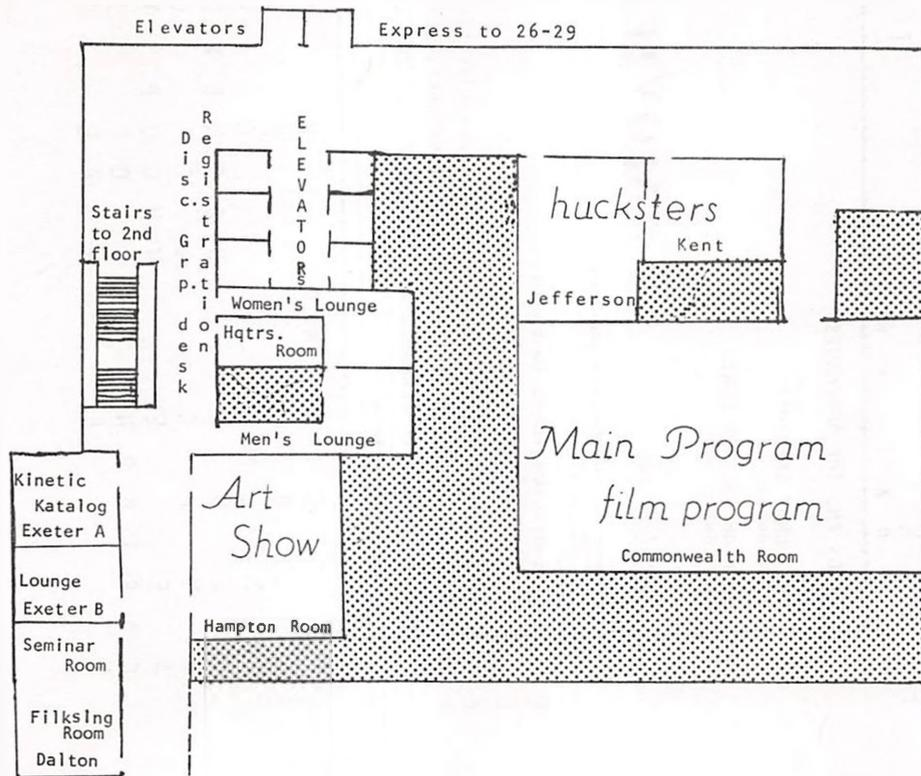 Elevators Express to 26-29
Disc. Grp.
Registration desk
ELEVATORS
Stairs
to 2nd
floor
hucksters
Kent
Jefferson
Women's Lounge
Hqtrs.
Room
Men's Lounge
Main Program
film program
Commonwealth Room
Art
Show
Hampton Room
Kinetic
Katalog
Exeter A
Lounge
Exeter B
Seminar
Room
Filksing
Room
Dalton